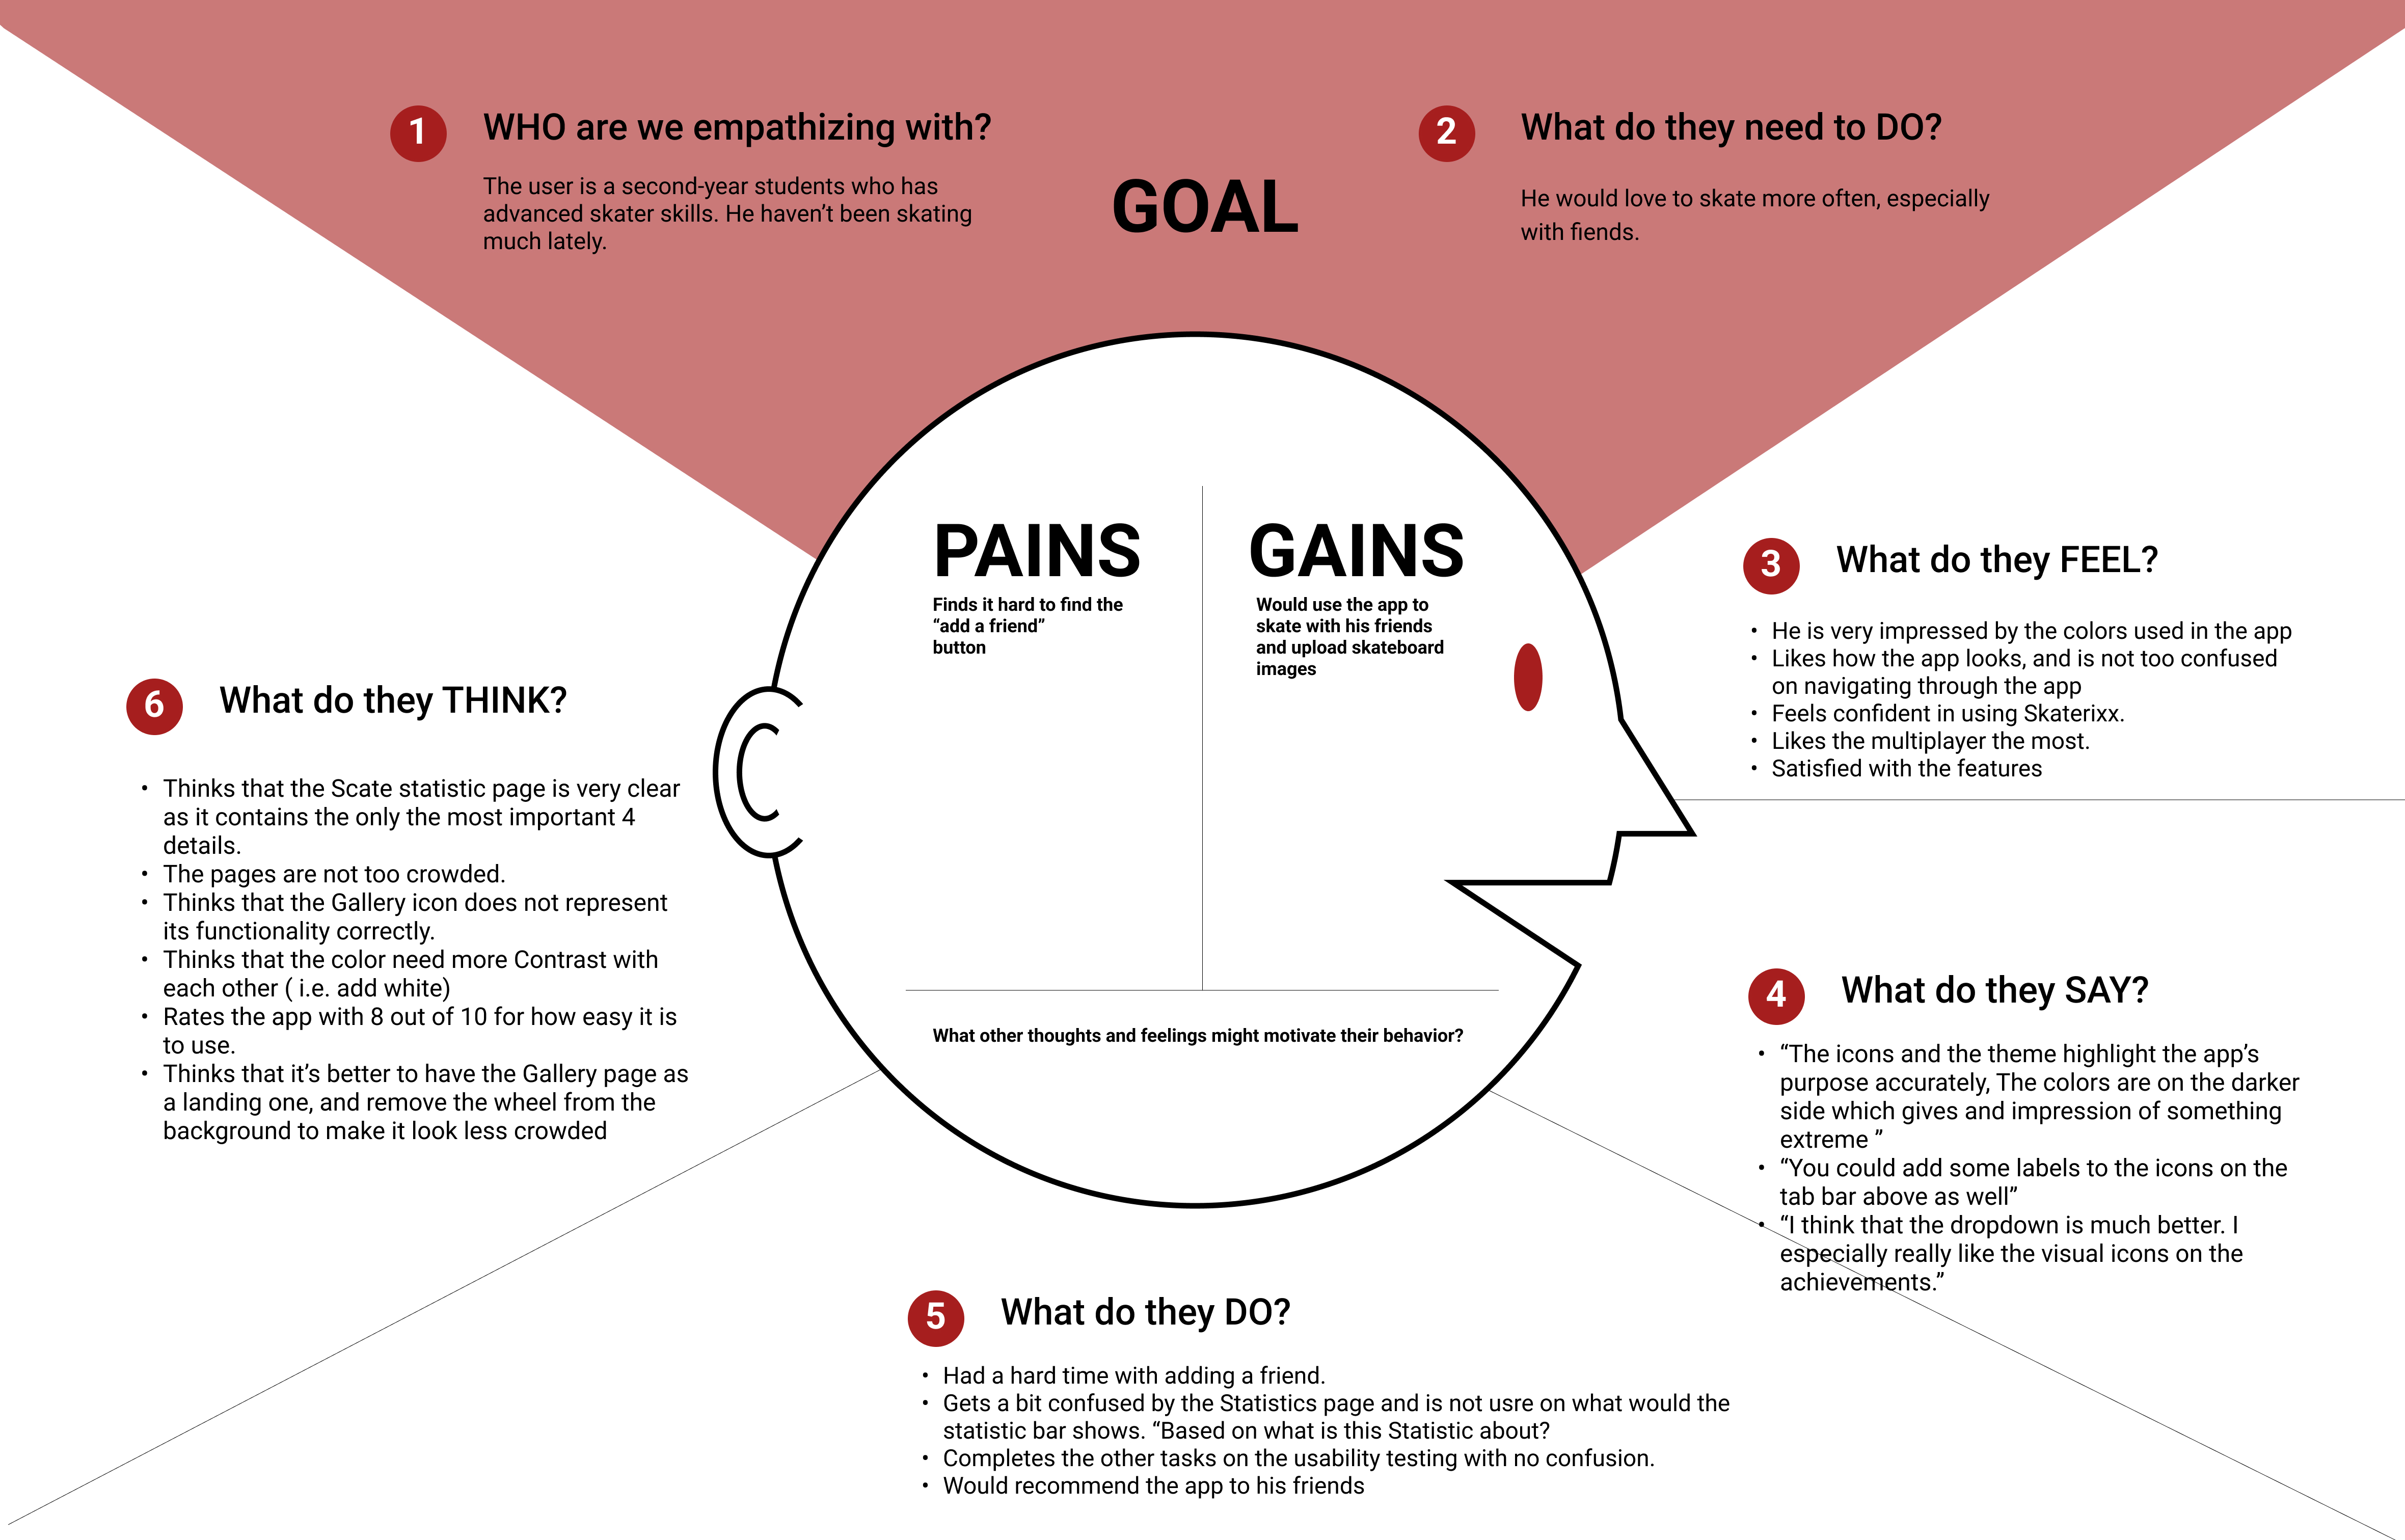 1
WHO are we empathizing with?
The user is a second-year students who has
advanced skater skills. He haven’t been skating
much lately.
GOAL
2
What do they need to DO?
He would love to skate more often, especially
with fiends.
PAINS
Finds it hard to find the
“add a friend”
button
GAINS
Would use the app to
skate with his friends
and upload skateboard
images
What other thoughts and feelings might motivate their behavior?
3
What do they FEEL?
• He is very impressed by the colors used in the app
• Likes how the app looks, and is not too confused
on navigating through the app
• Feels confident in using Skaterixx.
• Likes the multiplayer the most.
• Satisfied with the features
4
What do they SAY?
• “The icons and the theme highlight the app’s
purpose accurately, The colors are on the darker
side which gives and impression of something
extreme ”
• “You could add some labels to the icons on the
tab bar above as well”
• “I think that the dropdown is much better. I
especially really like the visual icons on the
achievements.”
5
What do they DO?
• Had a hard time with adding a friend.
• Gets a bit confused by the Statistics page and is not usre on what would the
statistic bar shows. “Based on what is this Statistic about?
• Completes the other tasks on the usability testing with no confusion.
• Would recommend the app to his friends
6
What do they THINK?
• Thinks that the Scate statistic page is very clear
as it contains the only the most important 4
details.
• The pages are not too crowded.
• Thinks that the Gallery icon does not represent
its functionality correctly.
• Thinks that the color need more Contrast with
each other ( i.e. add white)
• Rates the app with 8 out of 10 for how easy it is
to use.
• Thinks that it’s better to have the Gallery page as
a landing one, and remove the wheel from the
background to make it look less crowded